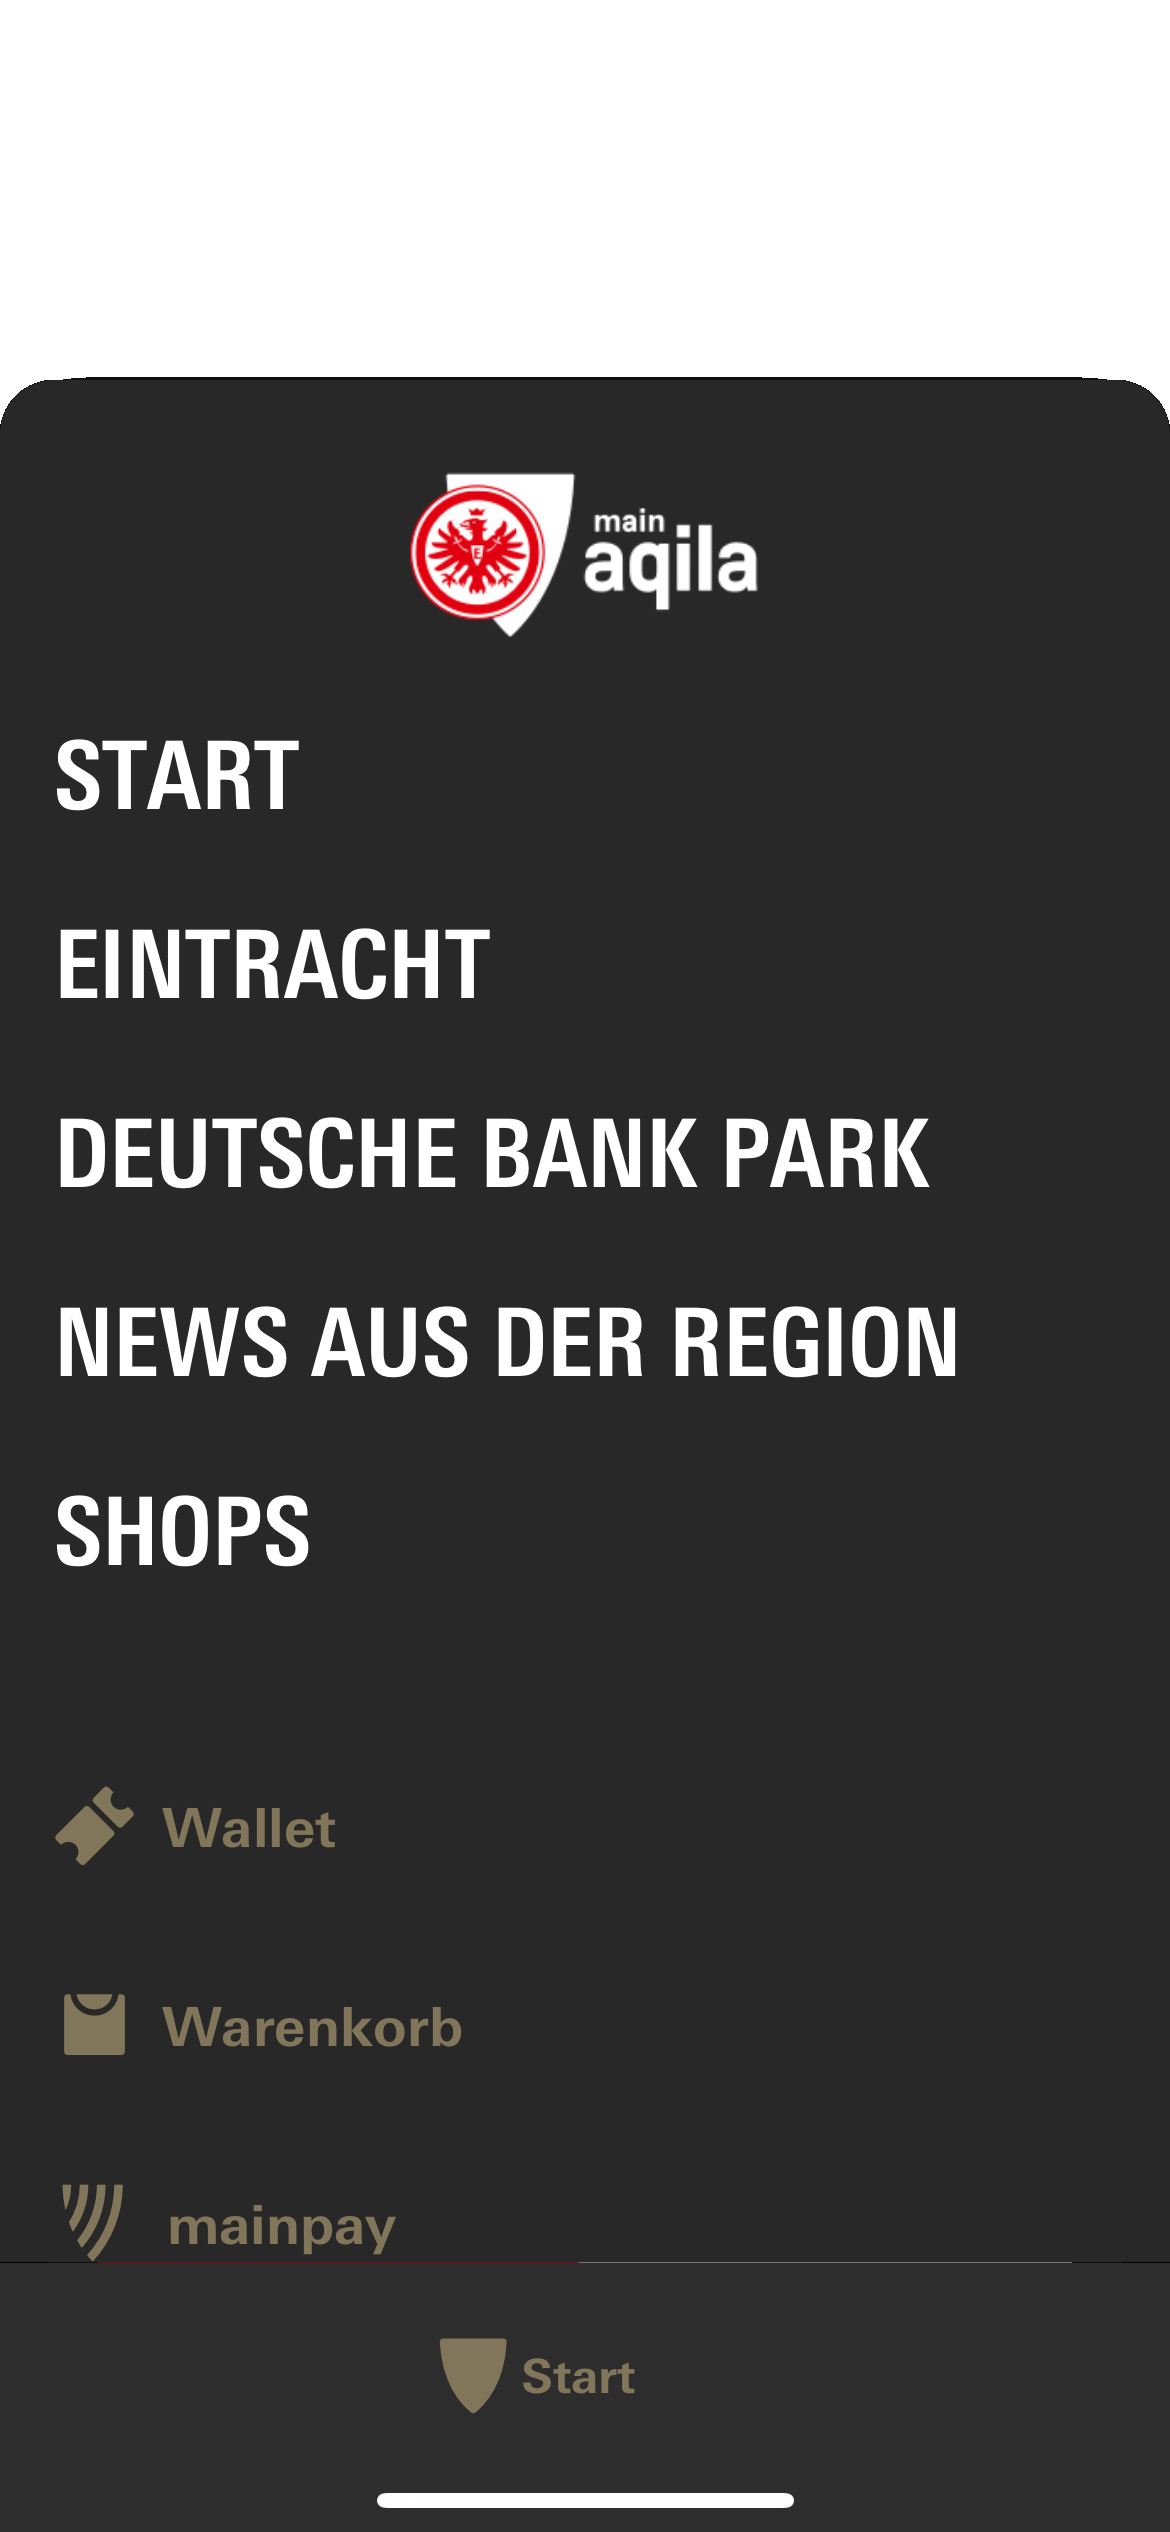 main
aqila
START
EINTRACHT
DEUTSCHE BANK PARK
NEWS AUS DER REGION
SHOPS
Wallet
Warenkorb
mainpay
Start